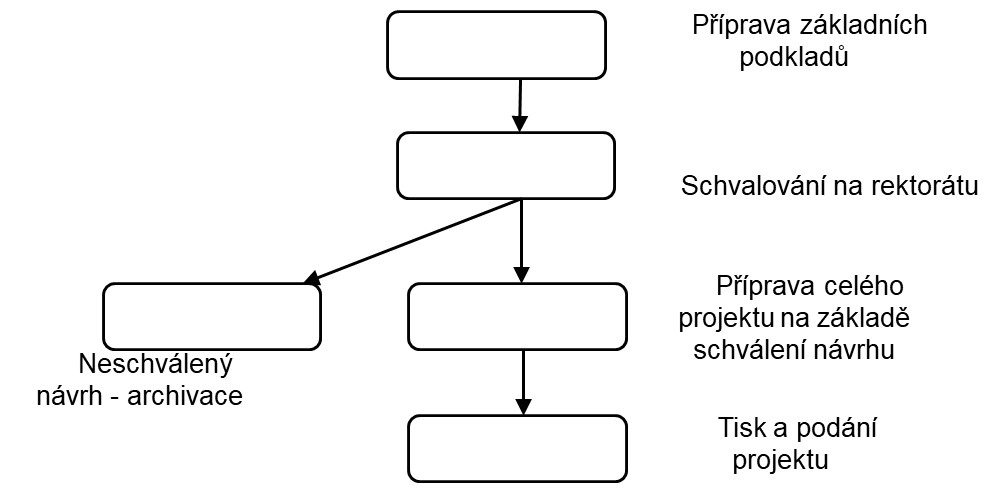 Příprava základních
podkladů
Schvalování na rektorátu
Příprava celého
projektu na základě
schválení návrhu
Neschválený
návrh - archivace
Tisk a podání
projektu